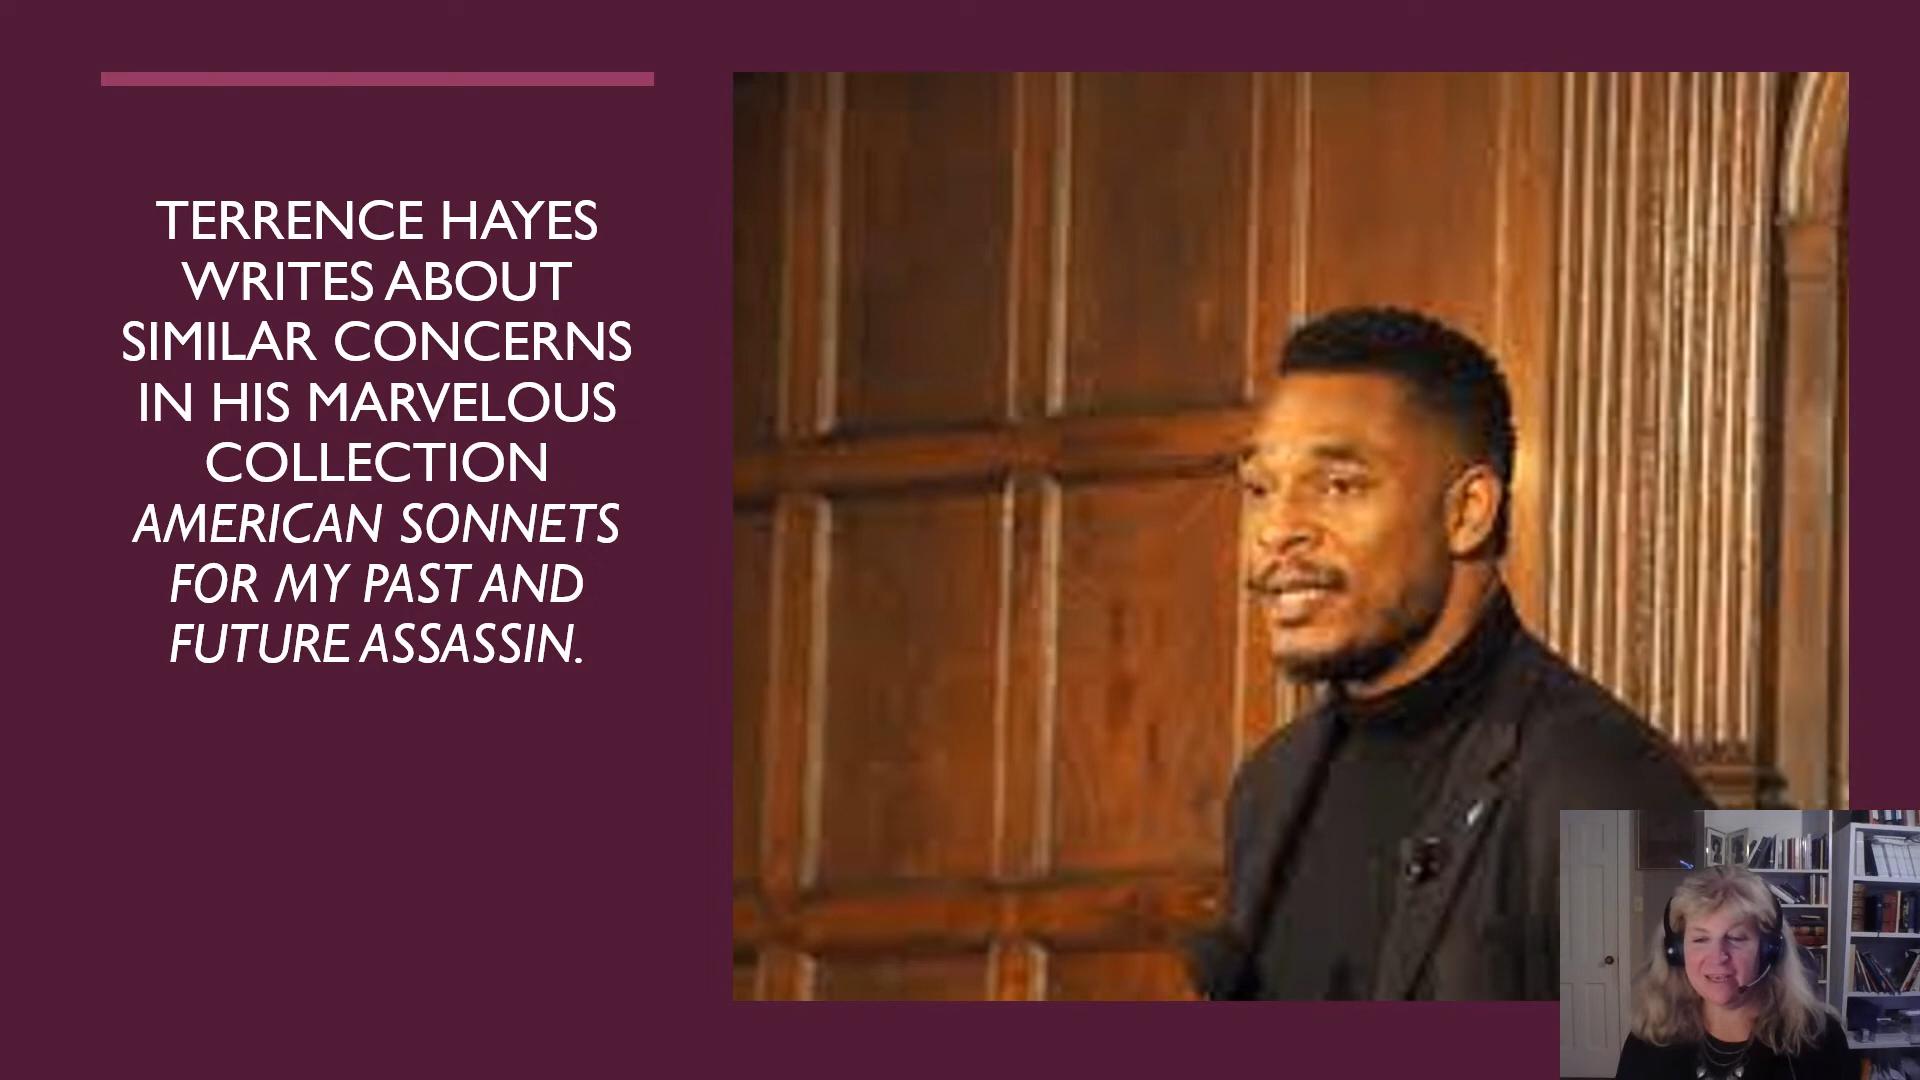 TERRENCE HAYES
WRITES ABOUT
SIMILAR CONCERNS
IN HIS MARVELOUS
COLLECTION
AMERICAN SONNETS
FOR MY PAST AND
FUTURE ASSASSIN.